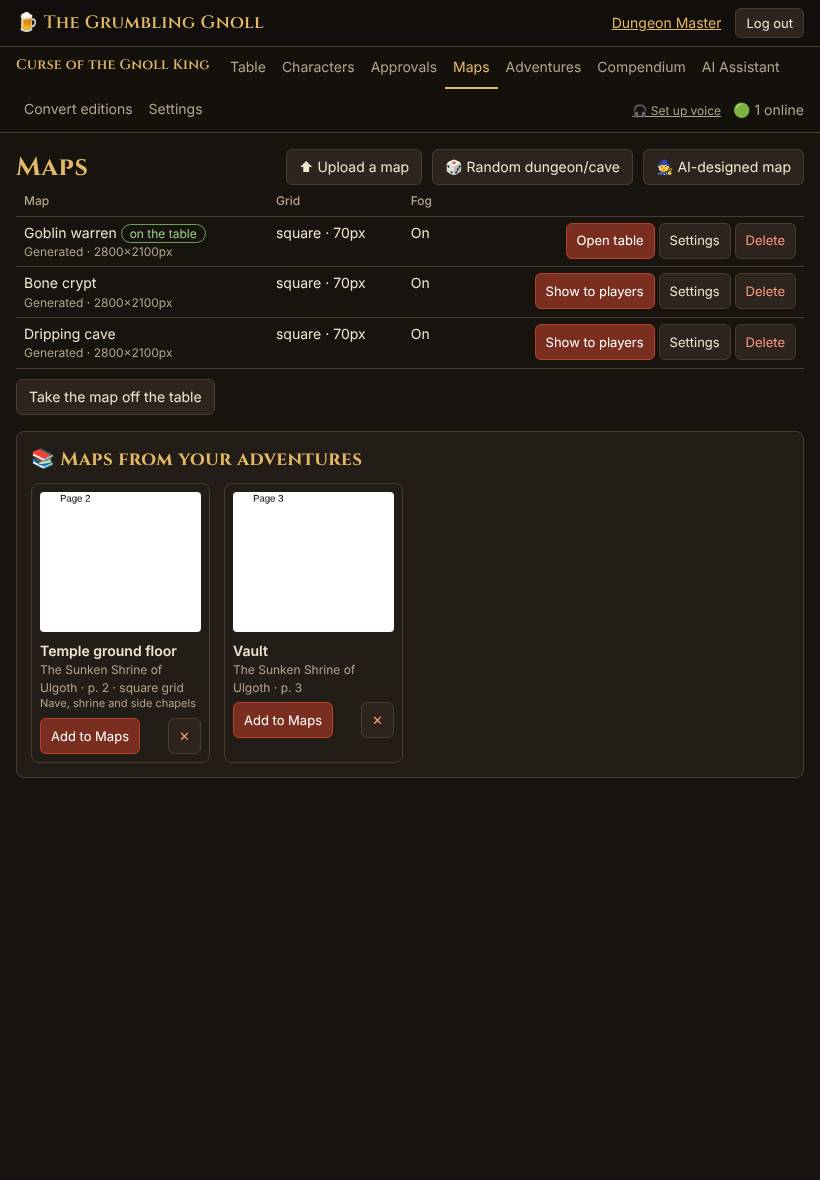 The Grumbling Gnoll
Dungeon Master
Log out
Curse of the Gnoll King
Table
Characters
Approvals
Maps
Adventures
Compendium
AI Assistant
Convert editions
Settings
Set up voice
1 online
Maps
Upload a map
Random dungeon/cave
AI-designed map
Map
Grid
Fog
Goblin warren
on the table
square · 70px
On
Open table
Settings
Delete
Generated · 2800×2100px
Bone crypt
square · 70px
On
Show to players
Settings
Delete
Generated · 2800×2100px
Dripping cave
square · 70px
On
Show to players
Settings
Delete
Generated · 2800×2100px
Take the map off the table
Maps from your adventures
Page 2
Temple ground floor
The Sunken Shrine of
Ulgoth · p. 2 · square grid
Nave, shrine and side chapels
Add to Maps
×
Page 3
Vault
The Sunken Shrine of
Ulgoth · p. 3
Add to Maps
×